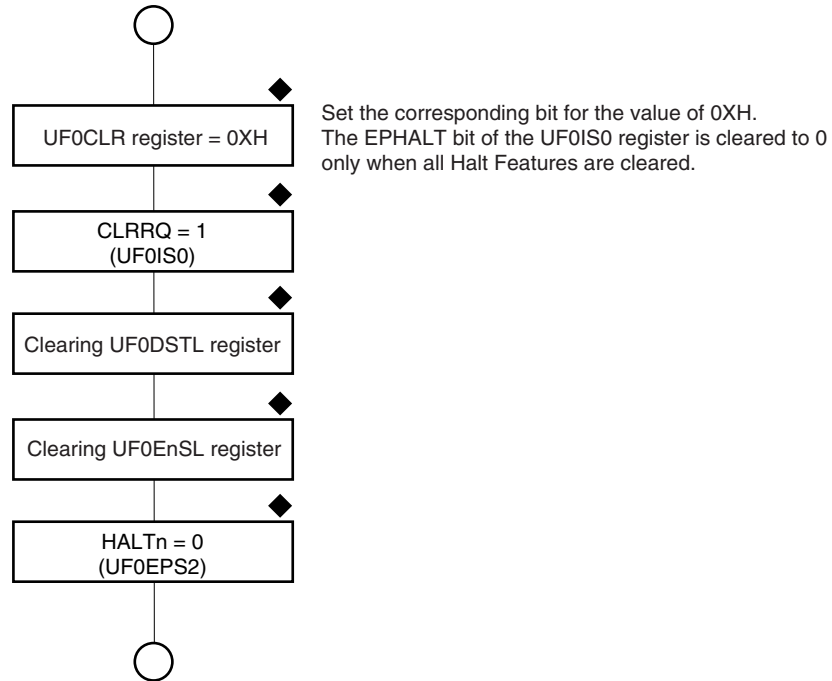 UF0CLR register = 0XH
Set the corresponding bit for the value of 0XH.
The EPHALT bit of the UF0IS0 register is cleared to 0
only when all Halt Features are cleared.
CLRRQ = 1
(UF0IS0)
Clearing UF0DSTL register
Clearing UF0EnSL register
HALTn = 0
(UF0EPS2)